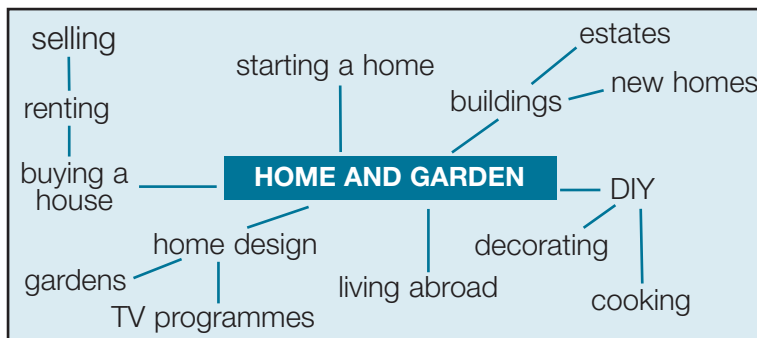 selling
renting
buying a
house
starting a home
estates
buildings
new homes
HOME AND GARDEN
DIY
decorating
cooking
home design
gardens
TV programmes
living abroad